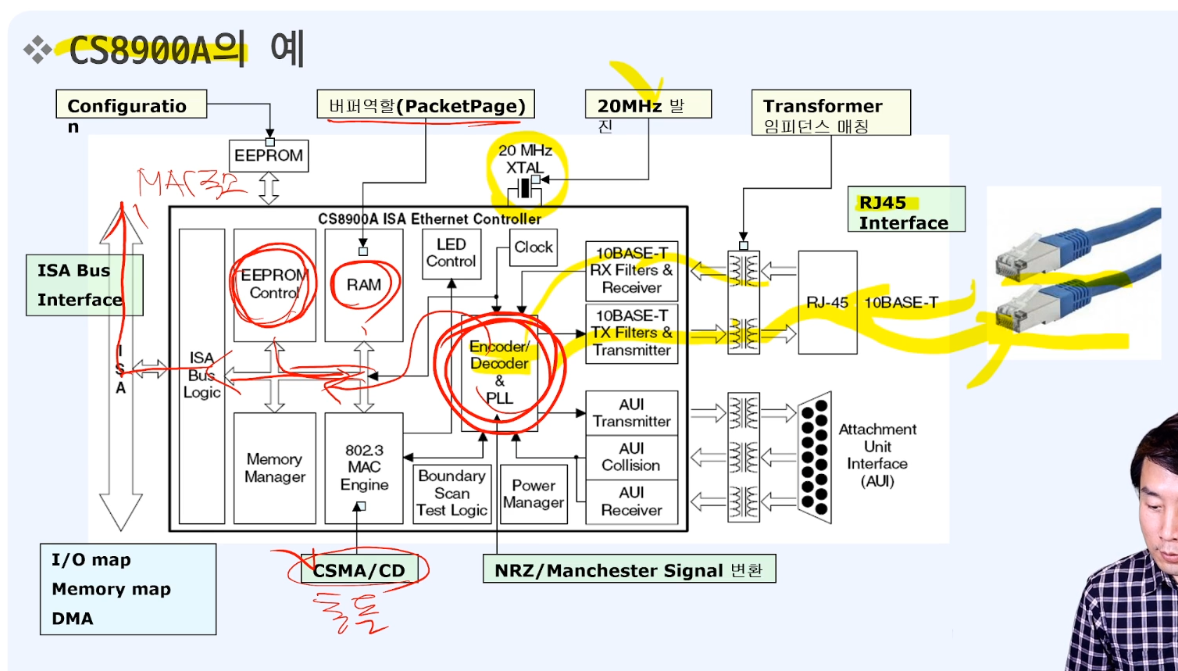 ❖ CS8900A의 예
Configuratio
n
버퍼역할(PacketPage)
20MHz 발
진
Transformer
임피던스 매칭
EEPROM
20 MHz
XTAL
MAC주소
RJ45
Interface
CS8900A ISA Ethernet Controller
ISA Bus
Interface
EEPROM
Control
RAM
LED
Control
Clock
10BASE-T
RX Filters &
Receiver
RJ-45
10BASE-T
10BASE-T
TX Filters &
Transmitter
Encoder/
Decoder
&
PLL
ISA
ISA
Bus
Logic
AUI
Transmitter
AUI
Collision
AUI
Receiver
Attachment
Unit
Interface
(AUI)
Memory
Manager
802.3
MAC
Engine
Boundary
Scan
Test Logic
Power
Manager
I/O map
Memory map
DMA
CSMA/CD
NRZ/Manchester Signal 변환
충돌